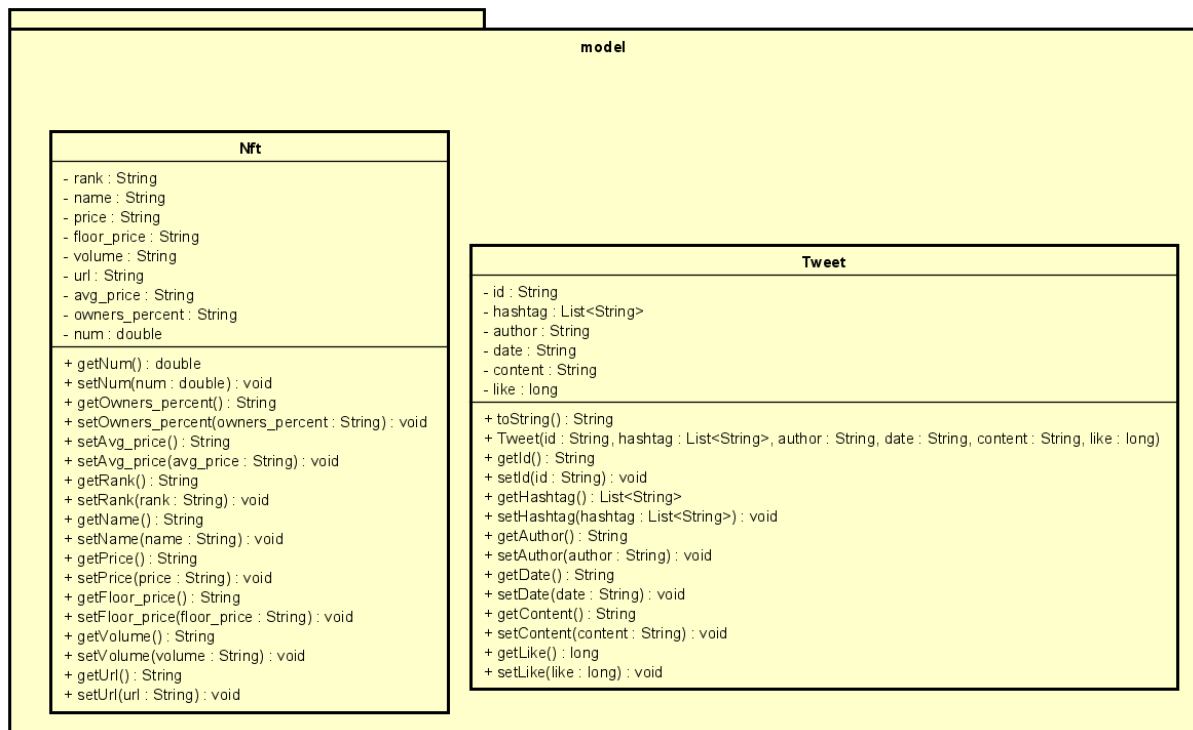 model
Nft
- rank : String
- name : String
- price : String
- floor_price : String
- volume : String
- url : String
- avg_price : String
- owners_percent : String
- num : double
+ getNum() : double
+ setNum(num : double) : void
+ getOwners_percent() : String
+ setOwners_percent(owners_percent : String) : void
+ setAvg_price() : String
+ setAvg_price(avg_price : String) : void
+ getRank() : String
+ setRank(rank : String) : void
+ getName() : String
+ setName(name : String) : void
+ getPrice() : String
+ setPrice(price : String) : void
+ getFloor_price() : String
+ setFloor_price(floor_price : String) : void
+ getVolume() : String
+ setVolume(volume : String) : void
+ getUrl() : String
+ setUrl(url : String) : void
Tweet
- id : String
- hashtag : List<String>
- author : String
- date : String
- content : String
- like : long
+ toString() : String
+ Tweet(id : String, hashtag : List<String>, author : String, date : String, content : String, like : long)
+ getId() : String
+ setId(id : String) : void
+ getHashtag() : List<String>
+ setHashtag(hashtag : List<String>) : void
+ getAuthor() : String
+ setAuthor(author : String) : void
+ getDate() : String
+ setDate(date : String) : void
+ getContent() : String
+ setContent(content : String) : void
+ getLike() : long
+ setLike(like : long) : void